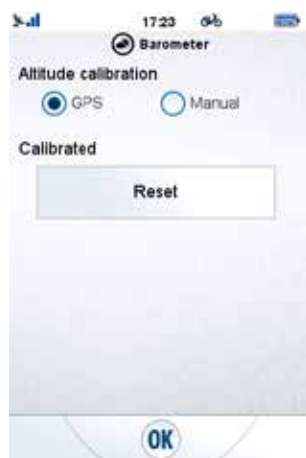 17:23
Barometer
Altitude calibration
GPS Manual
Calibrated
Reset
OK